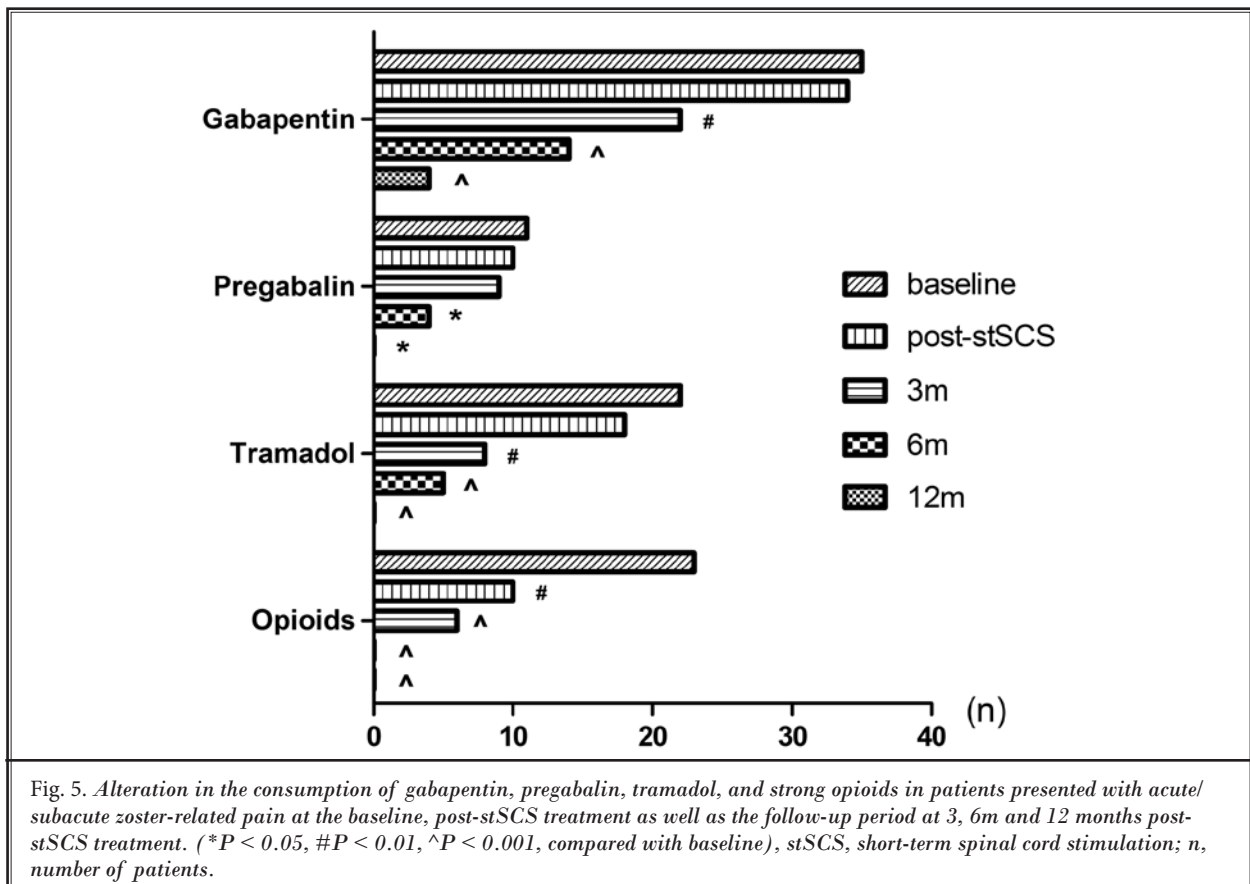 Gabapentin
#
^
^
Pregabalin
*
*
Tramadol
#
^
^
Opioids
#
^
^
^
baseline
post-stSCS
3m
6m
12m
0 10 20 30 40 (n)
Fig. 5. Alteration in the consumption of gabapentin, pregabalin, tramadol, and strong opioids in patients presented with acute/
subacute zoster-related pain at the baseline, post-stSCS treatment as well as the follow-up period at 3, 6m and 12 months post-
stSCS treatment. (*P < 0.05, #P < 0.01, ^P < 0.001, compared with baseline), stSCS, short-term spinal cord stimulation; n,
number of patients.